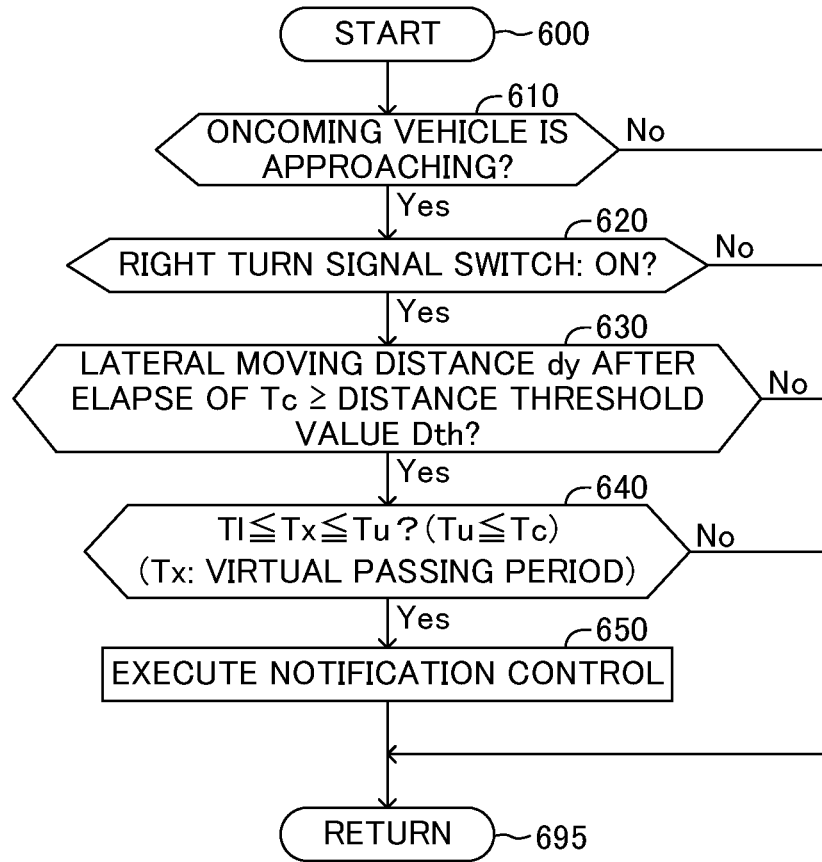 START
600
610
ONCOMING VEHICLE IS
APPROACHING?
No
Yes
620
RIGHT TURN SIGNAL SWITCH: ON?
No
Yes
630
LATERAL MOVING DISTANCE dy AFTER
ELAPSE OF Tc ≥ DISTANCE THRESHOLD
VALUE Dth?
No
Yes
640
Tl≦Tx≦Tu?(Tu≦Tc)
(Tx: VIRTUAL PASSING PERIOD)
No
Yes
650
EXECUTE NOTIFICATION CONTROL
RETURN
695